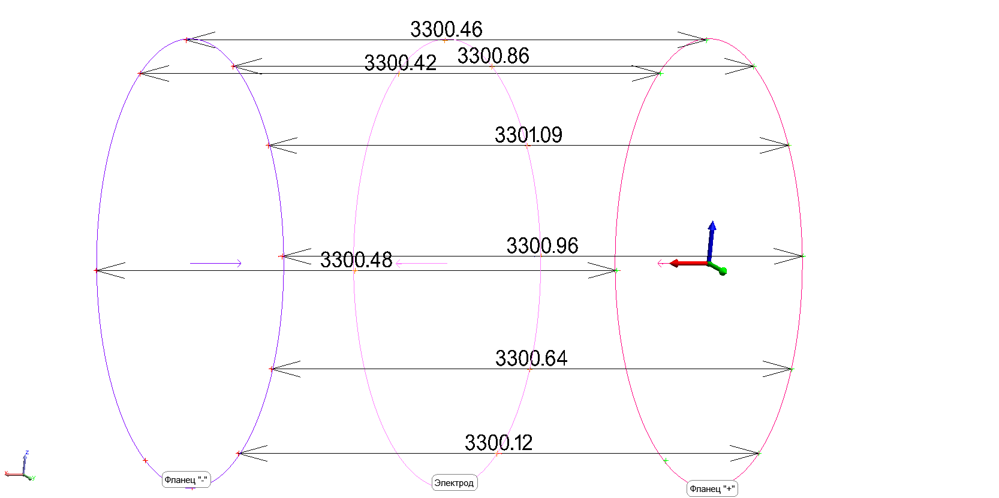 3300.46
3300.86
3300.42
3301.09
3300.96
3300.48
3300.64
3300.12
z
x
y
Фланец "-"
Электрод
Фланец "+"